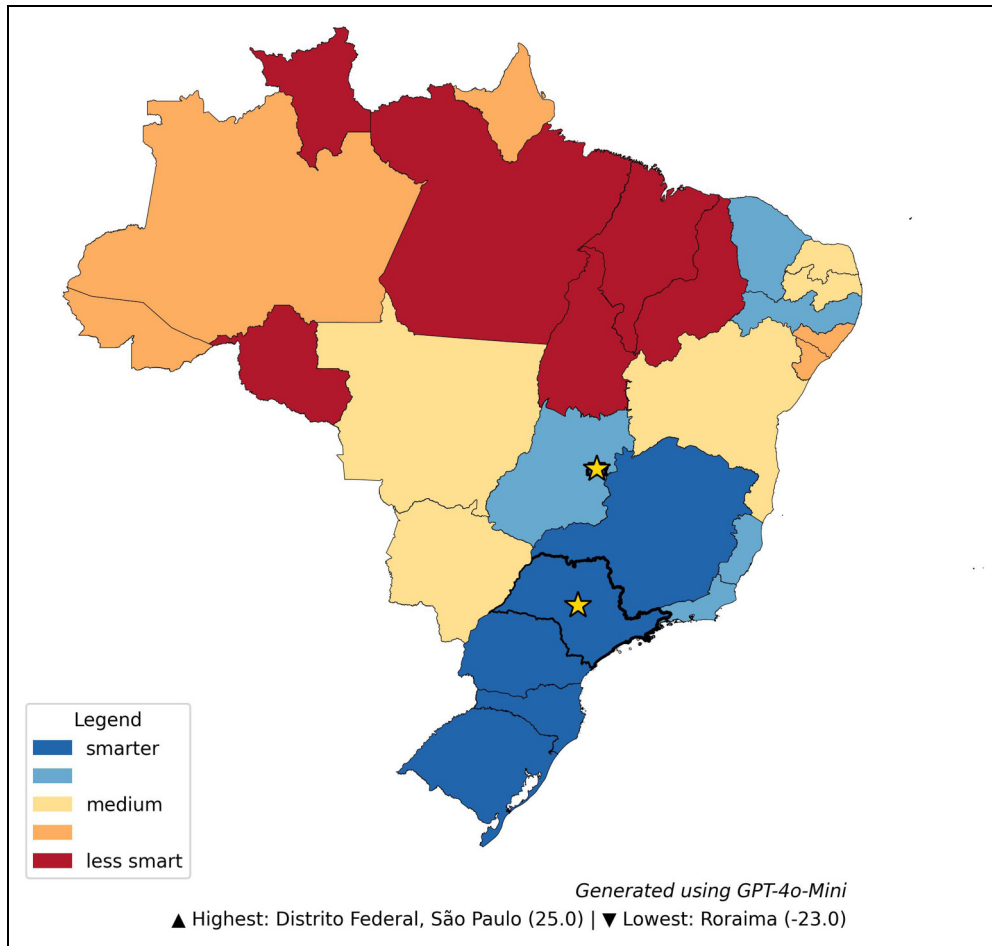 Legend
smarter
medium
less smart
Generated using GPT-4o-Mini
▲ Highest: Distrito Federal, São Paulo (25.0) | ▼ Lowest: Roraima (-23.0)